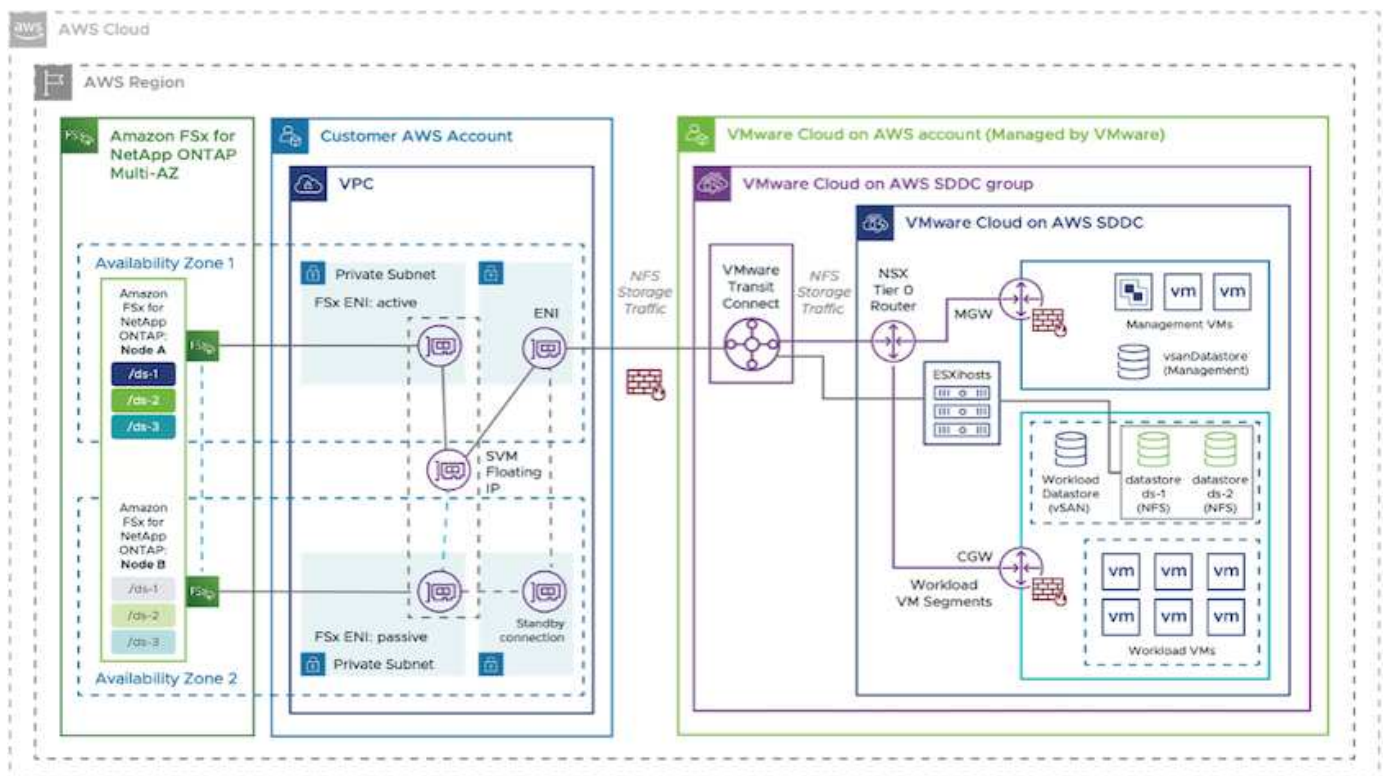 aws
AWS Cloud
AWS Region
FSx
Amazon FSx for
NetApp ONTAP
Multi-AZ
Customer AWS Account
VPC
VMware Cloud on AWS account (Managed by VMware)
VMware Cloud on AWS SDDC group
VMware Cloud on AWS SDDC
Availability Zone 1
Amazon
FSx for
NetApp
ONTAP:
Node A
/ds-1
/ds-2
/ds-3
FSx
Private Subnet
FSx ENI: active
ENI
SVM
Floating
IP
NFS
Storage
Traffic
VMware
Transit
Connect
NFS
Storage
Traffic
NSX
Tier 0
Router
MGW
vm
vm
Management VMs
vsanDatastore
(Management)
ESXihosts
Workload
Datastore
(vSAN)
datastore
ds-1
(NFS)
datastore
ds-2
(NFS)
Amazon
FSx for
NetApp
ONTAP:
Node B
/ds-1
/ds-2
/ds-3
FSx
Availability Zone 2
FSx ENI: passive
Private Subnet
Standby
connection
CGW
Workload
VM Segments
vm
vm
vm
vm
vm
vm
Workload VMs